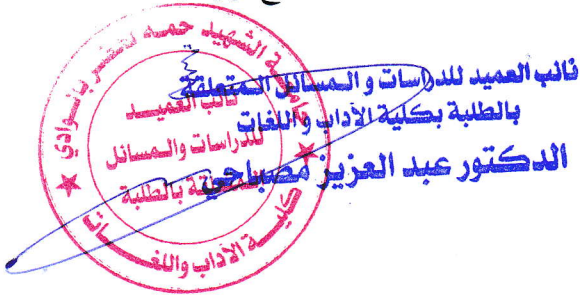 جامعة الشهيد حمه لخضر بالوادي
نائب العميد
للدراسات والمسائل
المتعلقة بالطلبة
كلية الآداب واللغات
نائب العميد للدراسات و المسائل المتعلقة
بالطلبة بكلية الآداب و اللغات
الدكتور عبد العزيز مصباحي